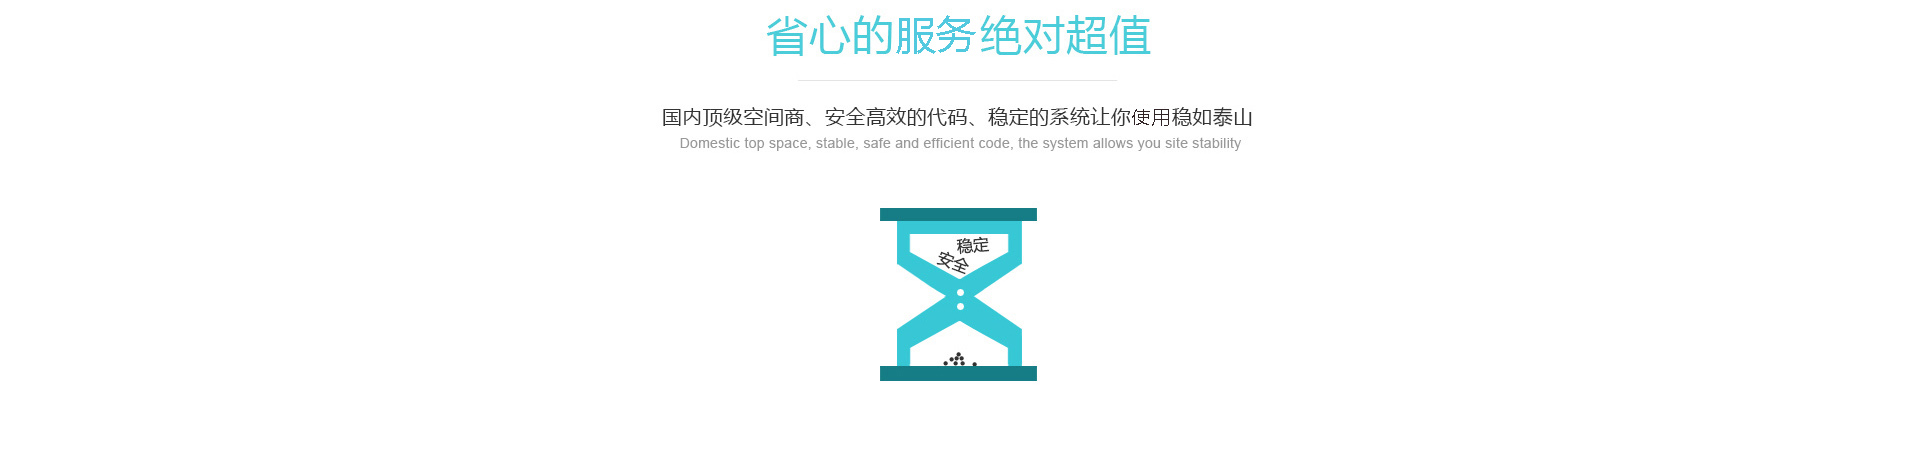 省心的服务绝对超值
国内顶级空间商、安全高效的代码、稳定的系统让你使用稳如泰山
Domestic top space, stable, safe and efficient code, the system allows you site stability
稳定
安全